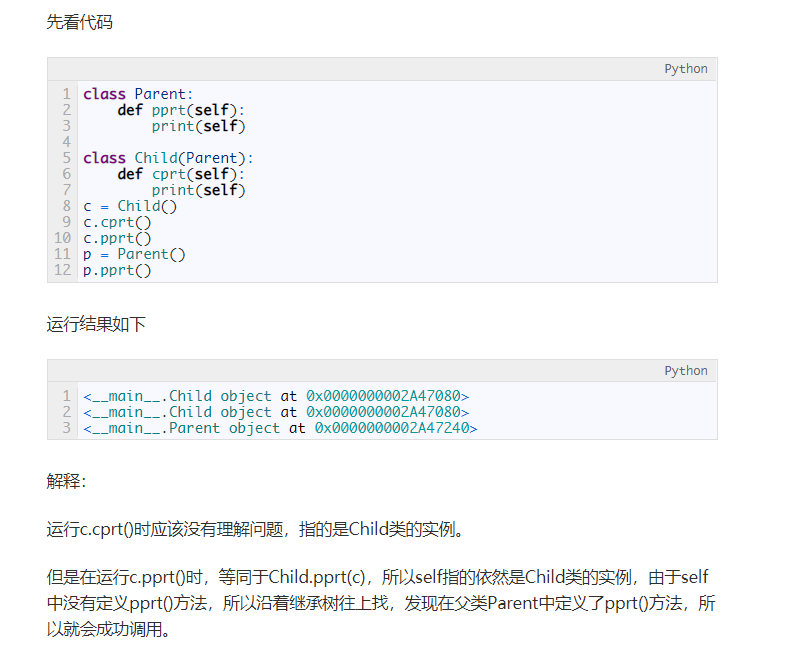 先看代码
Python
1 class Parent:
2     def pprt(self):
3         print(self)
4
5 class Child(Parent):
6     def cprt(self):
7         print(self)
8 c = Child()
9 c.cprt()
10 c.pprt()
11 p = Parent()
12 p.pprt()
运行结果如下
Python
1 <__main__.Child object at 0x0000000002A47080>
2 <__main__.Child object at 0x0000000002A47080>
3 <__main__.Parent object at 0x0000000002A47240>
解释：
运行c.cprt()时应该没有理解问题，指的是Child类的实例。
但是在运行c.pprt()时，等同于Child.pprt(c)，所以self指的依然是Child类的实例，由于self
中没有定义pprt()方法，所以沿着继承树往上找，发现在父类Parent中定义了pprt()方法，所
以就会成功调用。